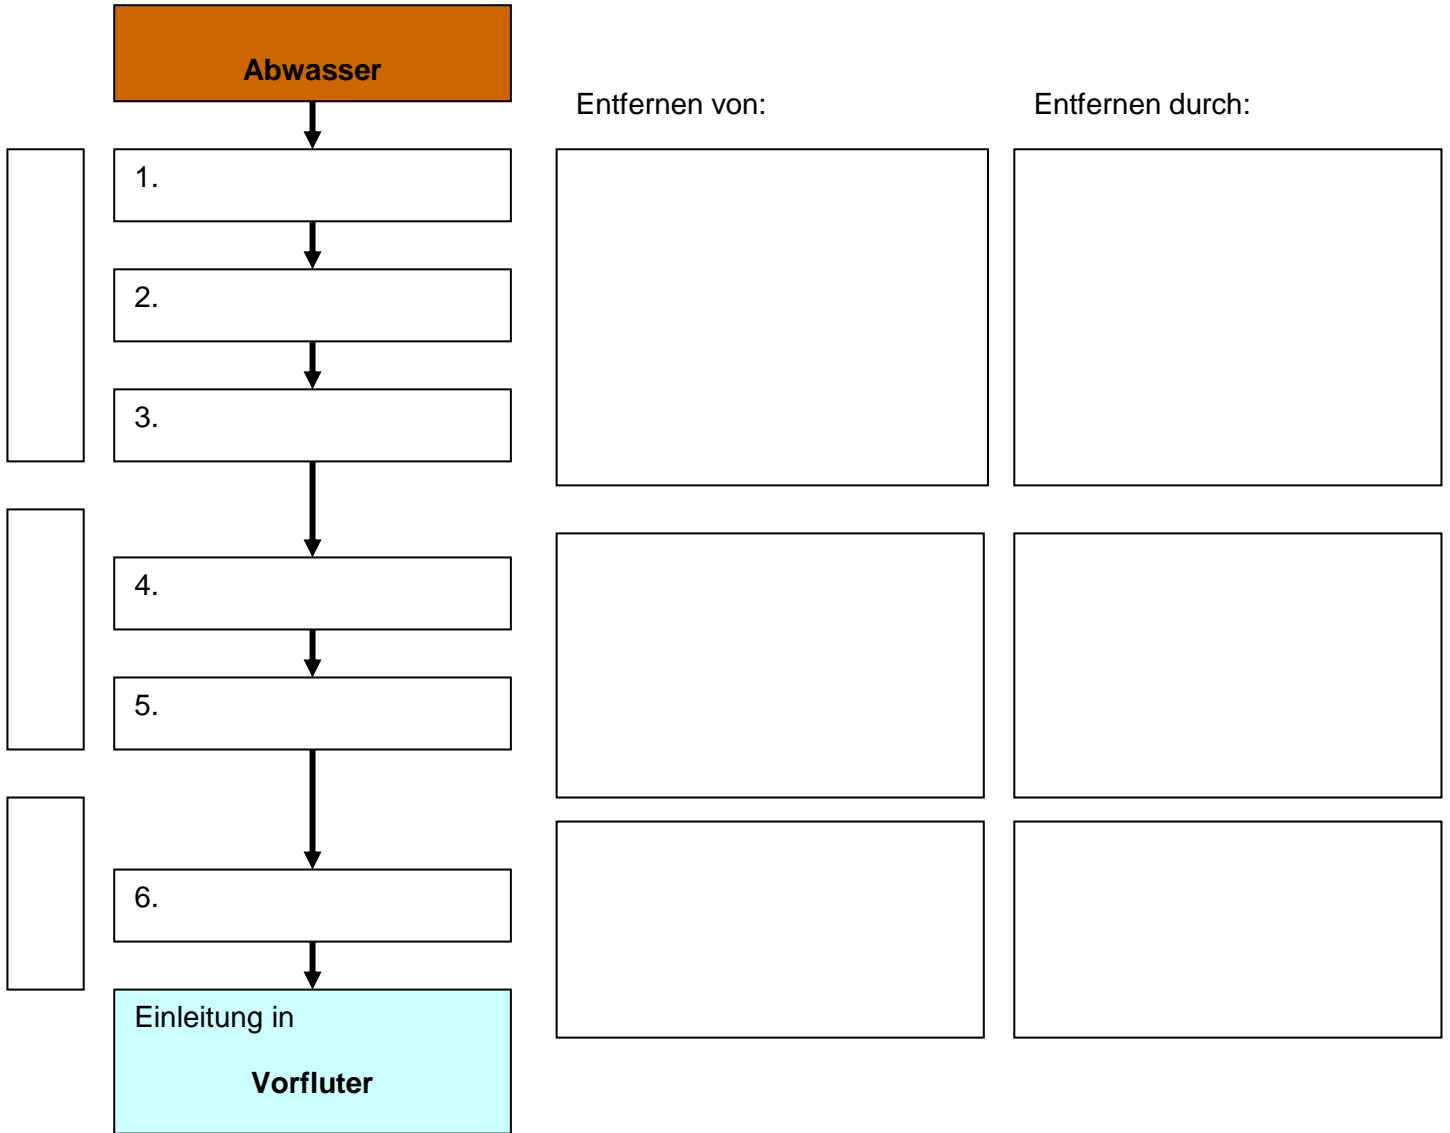 Abwasser
Entfernen von:
Entfernen durch:
1.
2.
3.
4.
5.
6.
Einleitung in
Vorfluter